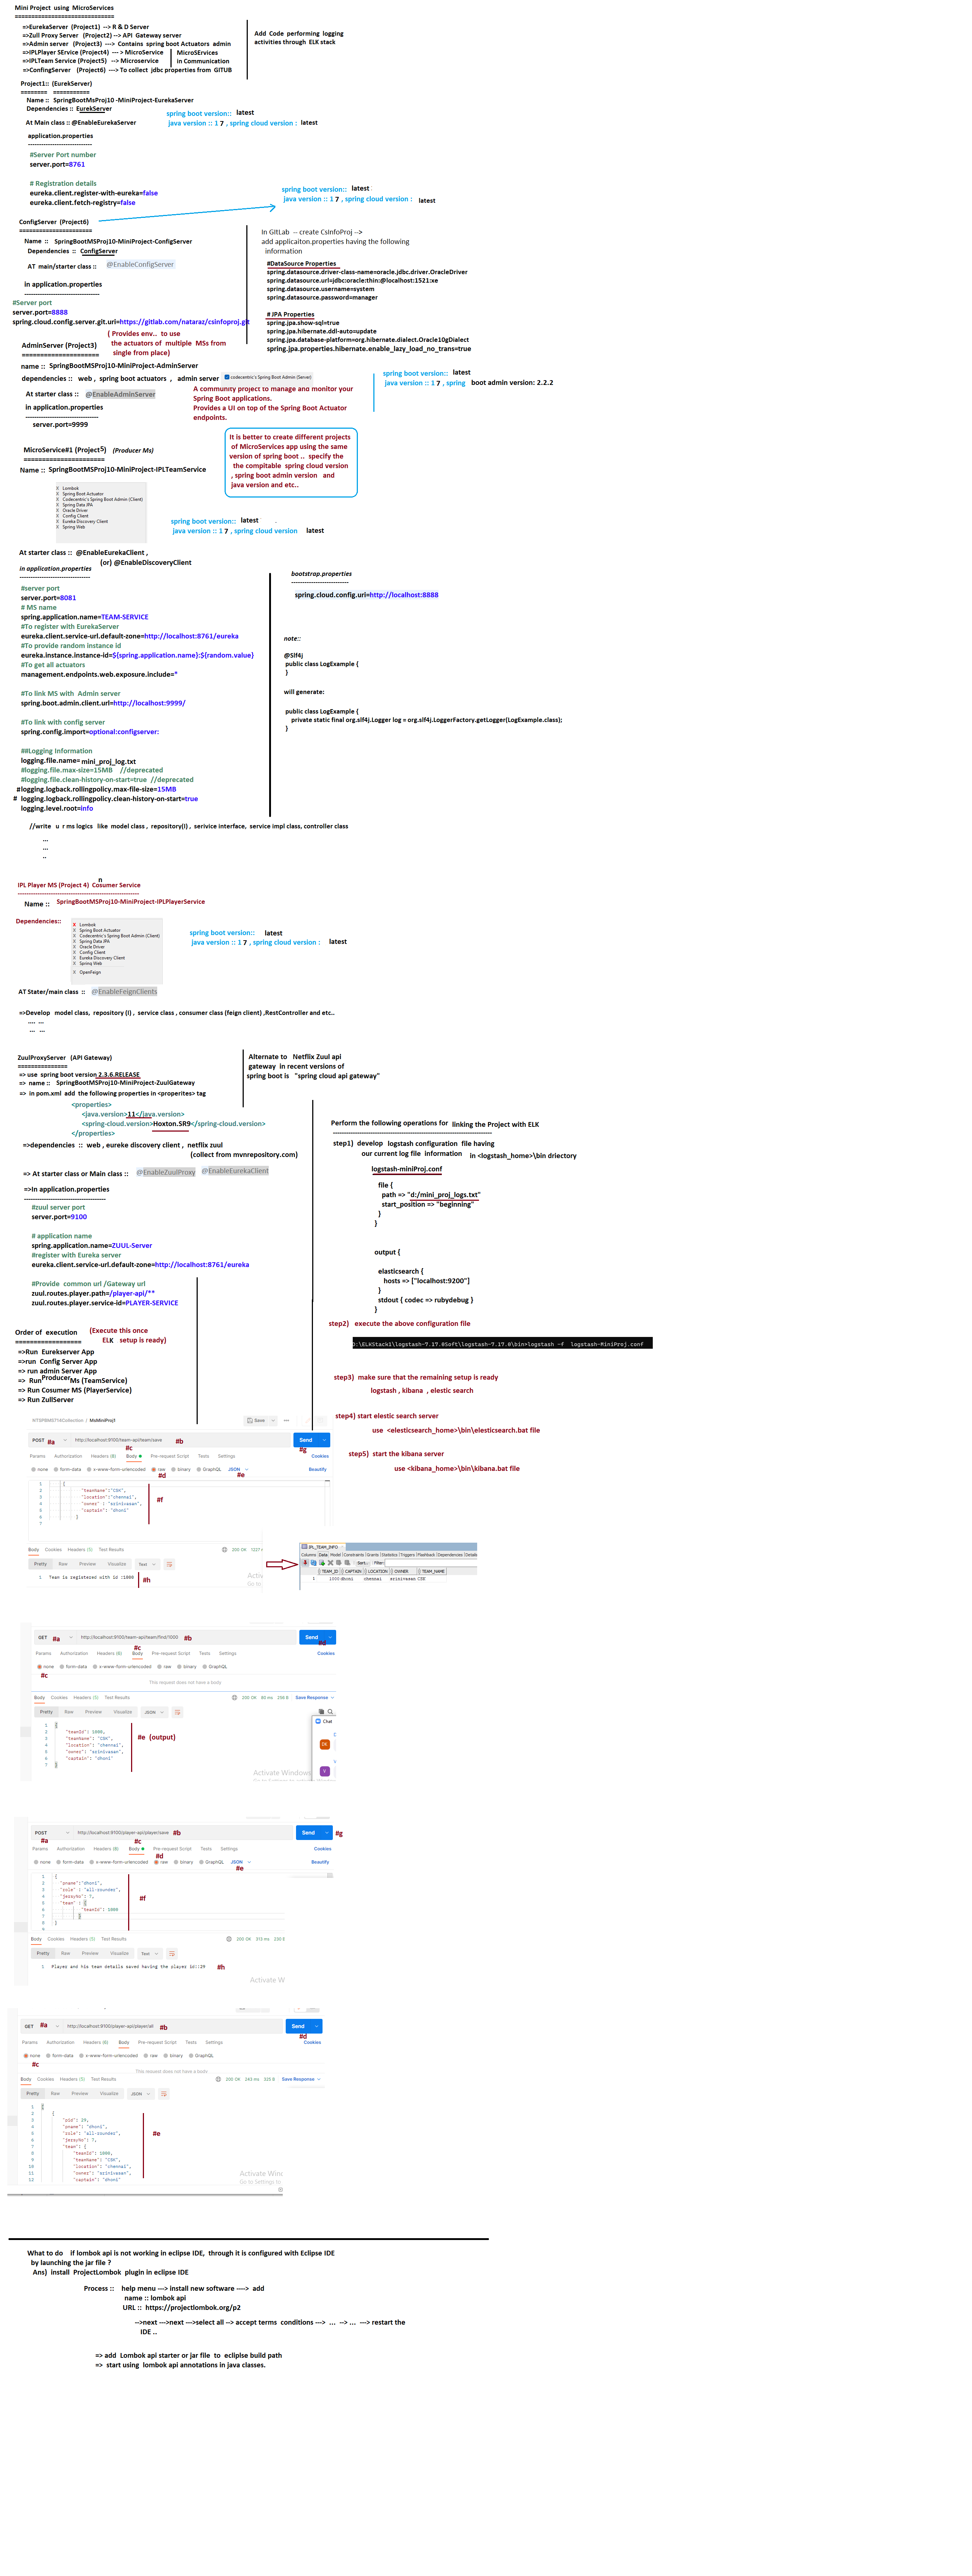 Mini Project using MicroServices
==============================
=>EurekaServer (Project1) --> R & D Server
=>Zull Proxy Server (Project2) --> API Gateway server
=>Admin server (Project3) ---> Contains spring boot Actuators admin
=>IPLPlayer SErvice (Project4) --- > MicroService
=>IPLTeam Service (Project5) --> Microservice
=>ConfingServer (Project6) ---> To collect jdbc properties from GITUB
MicroSErvices
in Communication
Add Code performing logging
activities through ELK stack
Project1:: (EurekServer)
======== ===========
Name :: SpringBootMsProj10 -MiniProject-EurekaServer
Dependencies :: EurekServer
At Main class :: @EnableEurekaServer
spring boot version:: latest
java version :: 1 7 , spring cloud version : latest
application.properties
----------------------------
#Server Port number
server.port=8761
# Registration details
eureka.client.register-with-eureka=false
eureka.client.fetch-registry=false
spring boot version:: latest
java version :: 1 7 , spring cloud version : latest
ConfigServer (Project6)
======================
Name :: SpringBootMSProj10-MiniProject-ConfigServer
Dependencies :: ConfigServer
AT main/starter class :: @EnableConfigServer
in application.properties
---------------------------------
#Server port
server.port=8888
spring.cloud.config.server.git.uri=https://gitlab.com/nataraz/csinfoproj.git
In GitLab -- create CsInfoProj -->
add applicaiton.properties having the following
information
#DataSource Properties
spring.datasource.driver-class-name=oracle.jdbc.driver.OracleDriver
spring.datasource.url=jdbc:oracle:thin:@localhost:1521:xe
spring.datasource.username=system
spring.datasource.password=manager
# JPA Properties
spring.jpa.show-sql=true
spring.jpa.hibernate.ddl-auto=update
spring.jpa.database-platform=org.hibernate.dialect.Oracle10gDialect
spring.jpa.properties.hibernate.enable_lazy_load_no_trans=true
AdminServer (Project3)
=====================
( Provides env.. to use
the actuators of multiple MSs from
single from place)
name :: SpringBootMSProj10-MiniProject-AdminServer
dependencies :: web , spring boot actuators , admin server
codecentric's Spring Boot Admin (Server)
A community project to manage and monitor your
Spring Boot applications.
Provides a UI on top of the Spring Boot Actuator
endpoints.
spring boot version:: latest
java version :: 1 7 , spring boot admin version: 2.2.2
At starter class :: @EnableAdminServer
in application.properties
--------------------------------
server.port=9999
It is better to create different projects
of MicroServices app using the same
version of spring boot .. specify the
the compitable spring cloud version
, spring boot admin version and
java version and etc..
MicroService#1 (Project5) (Producer Ms)
======================
Name :: SpringBootMSProj10-MiniProject-IPLTeamService
X Lombok
X Spring Boot Actuator
X Codecentric's Spring Boot Admin (Client)
X Spring Data JPA
X Oracle Driver
X Config Client
X Eureka Discovery Client
X Spring Web
spring boot version:: latest
java version :: 1 7 , spring cloud version latest
At starter class :: @EnableEurekaClient ,
(or) @EnableDiscoveryClient
in application.properties
-------------------------------
#server port
server.port=8081
# MS name
spring.application.name=TEAM-SERVICE
#To register with EurekaServer
eureka.client.service-url.default-zone=http://localhost:8761/eureka
#To provide random instance id
eureka.instance.instance-id=${spring.application.name}:${random.value}
#To get all actuators
management.endpoints.web.exposure.include=*
#To link MS with Admin server
spring.boot.admin.client.url=http://localhost:9999/
#To link with config server
spring.config.import=optional:configserver:
##Logging Information
logging.file.name= mini_proj_log.txt
#logging.file.max-size=15MB //deprecated
#logging.file.clean-history-on-start=true //deprecated
#logging.logback.rollingpolicy.max-file-size=15MB
# logging.logback.rollingpolicy.clean-history-on-start=true
logging.level.root=info
bootstrap.properties
-------------------------
spring.cloud.config.uri=http://localhost:8888
note::
@Slf4j
public class LogExample {
}
will generate:
public class LogExample {
private static final org.slf4j.Logger log = org.slf4j.LoggerFactory.getLogger(LogExample.class);
}
//write u r ms logics like model class , repository(i) , serivice interface, service impl class, controller class
...
...
..
n
IPL Player MS (Project 4) Cosumer Service
-----------------------------------------------------
Name :: SpringBootMSProj10-MiniProject-IPLPlayerService
Dependencies::
X Lombok
X Spring Boot Actuator
X Codecentric's Spring Boot Admin (Client)
X Spring Data JPA
X Oracle Driver
X Config Client
X Eureka Discovery Client
X Spring Web
X OpenFeign
spring boot version:: latest
java version :: 1 7 , spring cloud version : latest
AT Stater/main class :: @EnableFeignClients
=>Develop model class, repository (i) , service class , consumer class (feign client) ,RestController and etc..
.... ...
... ...
ZuulProxyServer (API Gateway)
===============
=> use spring boot version 2.3.6.RELEASE
=> name :: SpringBootMSProj10-MiniProject-ZuulGateway
=> in pom.xml add the following properties in <properites> tag
Alternate to Netflix Zuul api
gateway in recent versions of
spring boot is "spring cloud api gateway"
<properties>
<java.version>11</java.version>
<spring-cloud.version>Hoxton.SR9</spring-cloud.version>
</properties>
=>dependencies :: web , eureka discovery client , netflix zuul
(collect from mvnrepository.com)
=> At starter class or Main class :: @EnableZuulProxy @EnableEurekaClient
=>In application.properties
------------------------------------
#zuul server port
server.port=9100
# application name
spring.application.name=ZUUL-Server
#register with Eureka server
eureka.client.service-url.default-zone=http://localhost:8761/eureka
#Provide common url /Gateway url
zuul.routes.player.path=/player-api/**
zuul.routes.player.service-id=PLAYER-SERVICE
Perform the following operations for linking the Project with ELK
---------------------------------------------------------------------
step1) develop logstash configuration file having
our current log file information in <logstash_home>\bin driectory
logstash-miniProj.conf
file {
path => "d:/mini_proj_logs.txt"
start_position => "beginning"
}
}
output {
elasticsearch {
hosts => ["localhost:9200"]
}
stdout { codec => rubydebug }
}
step2) execute the above configuration file
D:\ELKStack1\logstash-7.17.0Soft\logstash-7.17.0\bin>logstash -f logstash-MiniProj.conf
step3) make sure that the remaining setup is ready
logstash , kibana , elestic search
step4) start elestic search server
use <elesticsearch_home>\bin\elesticsearch.bat file
step5) start the kibana server
use <kibana_home>\bin\kibana.bat file
Order of execution
==================
(Execute this once
ELK setup is ready)
=>Run Eurekserver App
=>run Config Server App
=> run admin Server App
=> Run Producer Ms (TeamService)
=> Run Cosumer MS (PlayerService)
=> Run ZullServer
NTSPBMS714Collection / MsMiniProj1
Save
POST #a http://localhost:9100/team-api/team/save #b Send
#c #g
Params Authorization Headers (8) Body Pre-request Script Tests Settings Cookies
#d #e
none form-data x-www-form-urlencoded raw binary GraphQL JSON Beautify
1 {
2 "teamName":"CSK",
3 "location":"chennai",
4 "owner" : "srinivasan",
5 "captain": "dhoni"
6 }
7
#f
Body Cookies Headers (5) Test Results 200 OK 1227
Pretty Raw Preview Visualize Text
1 Team is registered with id :1000 #h
Activ
IPL_TEAM_INFO
Columns Data Model Constraints Grants Statistics Triggers Flashback Dependencies Details
Sort... Filter:
TEAM_ID CAPTAIN LOCATION OWNER TEAM_NAME
1 1000 dhoni chennai srinivasan CSK
GET #a http://localhost:9100/team-api/team/find/1000 #b Send
#c #d
Params Authorization Headers (6) Body Pre-request Script Tests Settings Cookies
none form-data x-www-form-urlencoded raw binary GraphQL
#c
This request does not have a body
Body Cookies Headers (5) Test Results 200 OK 80 ms 258 B Save Response
Pretty Raw Preview Visualize JSON
1 {
2 "teamId": 1000,
3 "teamName": "CSK",
4 "location": "chennai",
5 "owner": "srinivasan",
6 "captain": "dhoni"
7 }
#e (output)
Chat
DK
V
Activate Windows
POST http://localhost:9100/player-api/player/save #b Send #g
#a #c
Params Authorization Headers (8) Body Pre-request Script Tests Settings Cookies
#d
none form-data x-www-form-urlencoded raw binary GraphQL JSON Beautify
#e
1 {
2 "pname":"dhoni",
3 "role" : "all-rounder",
4 "jerzyNo": 7,
5 "team" : {
6 "teamId": 1000
7 }
8 }
9
#f
Body Cookies Headers (5) Test Results 200 OK 313 ms 220 B
Pretty Raw Preview Visualize Text
1 Player and his team details saved having the player id::29 #h
Activate W
GET #a http://localhost:9100/player-api/player/all #b Send
#d
Params Authorization Headers (6) Body Pre-request Script Tests Settings Cookies
none form-data x-www-form-urlencoded raw binary GraphQL
#c
This request does not have a body
Body Cookies Headers (5) Test Results 200 OK 243 ms 325 B Save Response
Pretty Raw Preview Visualize JSON
1 [
2 {
3 "pid": 29,
4 "pname": "dhoni",
5 "role": "all-rounder",
6 "jerzyNo": 7,
7 "team": {
8 "teamId": 1000,
9 "teamName": "CSK",
10 "location": "chennai",
11 "owner": "srinivasan",
12 "captain": "dhoni"
#e
Activate Wind
Go to Settings to
What to do if lombok api is not working in eclipse IDE, through it is configured with Eclipse IDE
by launching the jar file ?
Ans) install ProjectLombok plugin in eclipse IDE
Process :: help menu ---> install new software ----> add
name :: lombok api
URL :: https://projectlombok.org/p2
-->next --->next --->select all --> accept terms conditions ---> ... --> ... ---> restart the
IDE ..
=> add Lombok api starter or jar file to ecliplse build path
=> start using lombok api annotations in java classes.